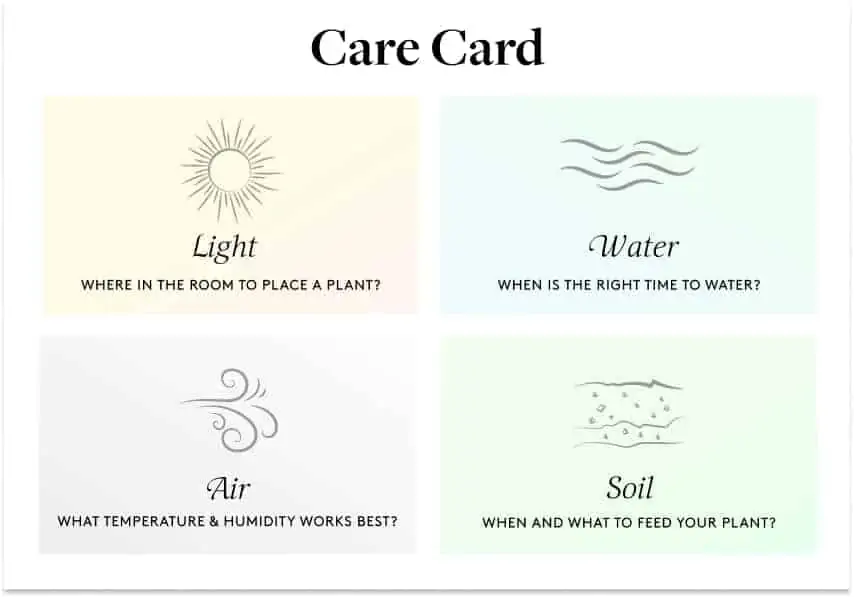 Care Card
Light
WHERE IN THE ROOM TO PLACE A PLANT?
Water
WHEN IS THE RIGHT TIME TO WATER?
Air
WHAT TEMPERATURE & HUMIDITY WORKS BEST?
Soil
WHEN AND WHAT TO FEED YOUR PLANT?